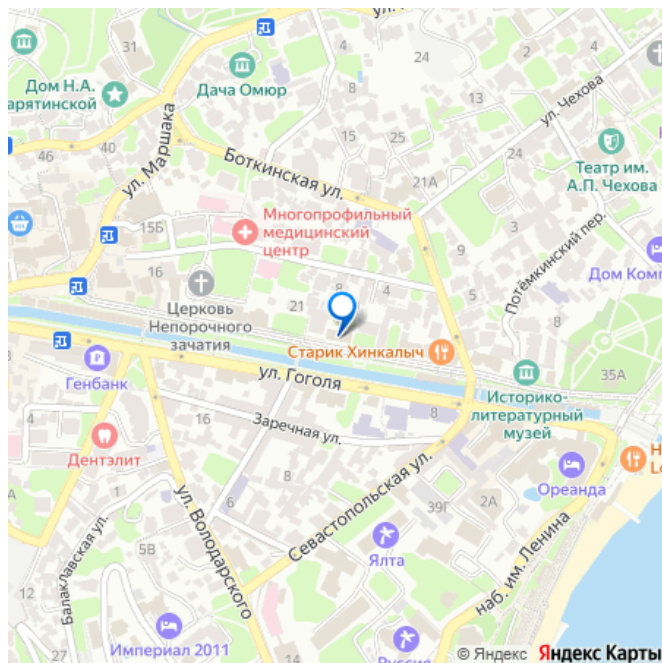 31
4
24
ул. Чехова
Дом Н.А.
арятинской
Дача Омюр
8
13
15
25
46
40
ул. Маршака
Боткинская ул.
24
Театр им.
А.П. Чехова
21А
15Б
Многопрофильный
медицинский
центр
9
3
Потёмкинский пер.
Дом Комп
16
Церковь
Непорочного
зачатия
21
8
4
5
Старик Хинкалыч
35А
Генбанк
ул. Гоголя
Историко-
литературный
музей
16
Заречная ул.
8
Дентэлит
Ореанда
1
8
6
ул. Володарского
Севастопольская ул.
39Г
2А
12
Балаклавская ул.
5В
Ялта
наб. им. Ленина
27
Империал 2011
14
Россия
© Яндекс Яндекс Карты